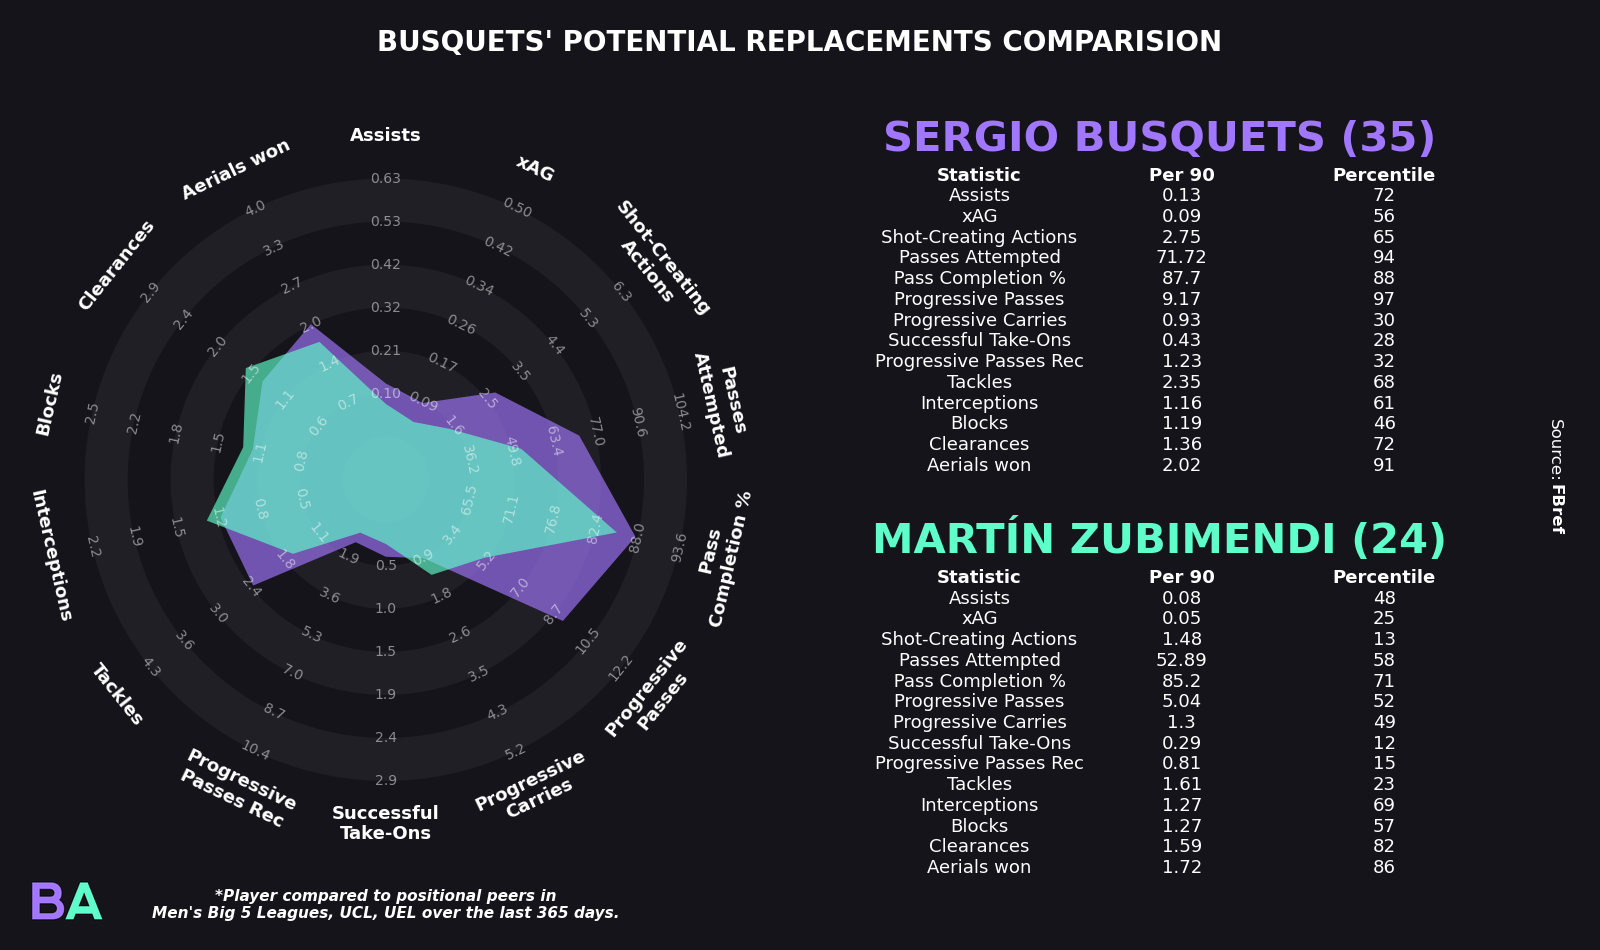 BUSQUETS' POTENTIAL REPLACEMENTS COMPARISION
Assists
xAG
Shot-Creating
Actions
Passes
Attempted
Pass
Completion %
Progressive
Passes
Progressive
Carries
Successful
Take-Ons
Progressive
Passes Rec
Tackles
Interceptions
Blocks
Clearances
Aerials won
0.10 0.21 0.32 0.42 0.53 0.63
0.09 0.17 0.26 0.34 0.42 0.50
1.6 2.5 3.5 4.4 5.3 6.3
36.2 49.8 63.4 77.0 90.6 104.2
65.5 71.1 76.8 82.4 88.0 93.6
3.4 5.2 7.0 8.7 10.5 12.2
0.9 1.8 2.6 3.5 4.3 5.2
0.5 1.0 1.5 1.9 2.4 2.9
1.9 3.6 5.3 7.0 8.7 10.4
1.1 1.8 2.4 3.0 3.6 4.3
0.5 0.8 1.2 1.5 1.9 2.2
0.8 1.1 1.5 1.8 2.2 2.5
0.6 1.1 1.5 2.0 2.4 2.9
0.7 1.4 2.0 2.7 3.3 4.0
SERGIO BUSQUETS (35)
Statistic Per 90 Percentile
Assists 0.13 72
xAG 0.09 56
Shot-Creating Actions 2.75 65
Passes Attempted 71.72 94
Pass Completion % 87.7 88
Progressive Passes 9.17 97
Progressive Carries 0.93 30
Successful Take-Ons 0.43 28
Progressive Passes Rec 1.23 32
Tackles 2.35 68
Interceptions 1.16 61
Blocks 1.19 46
Clearances 1.36 72
Aerials won 2.02 91
MARTÍN ZUBIMENDI (24)
Statistic Per 90 Percentile
Assists 0.08 48
xAG 0.05 25
Shot-Creating Actions 1.48 13
Passes Attempted 52.89 58
Pass Completion % 85.2 71
Progressive Passes 5.04 52
Progressive Carries 1.3 49
Successful Take-Ons 0.29 12
Progressive Passes Rec 0.81 15
Tackles 1.61 23
Interceptions 1.27 69
Blocks 1.27 57
Clearances 1.59 82
Aerials won 1.72 86
Source: FBref
BA
*Player compared to positional peers in
Men's Big 5 Leagues, UCL, UEL over the last 365 days.